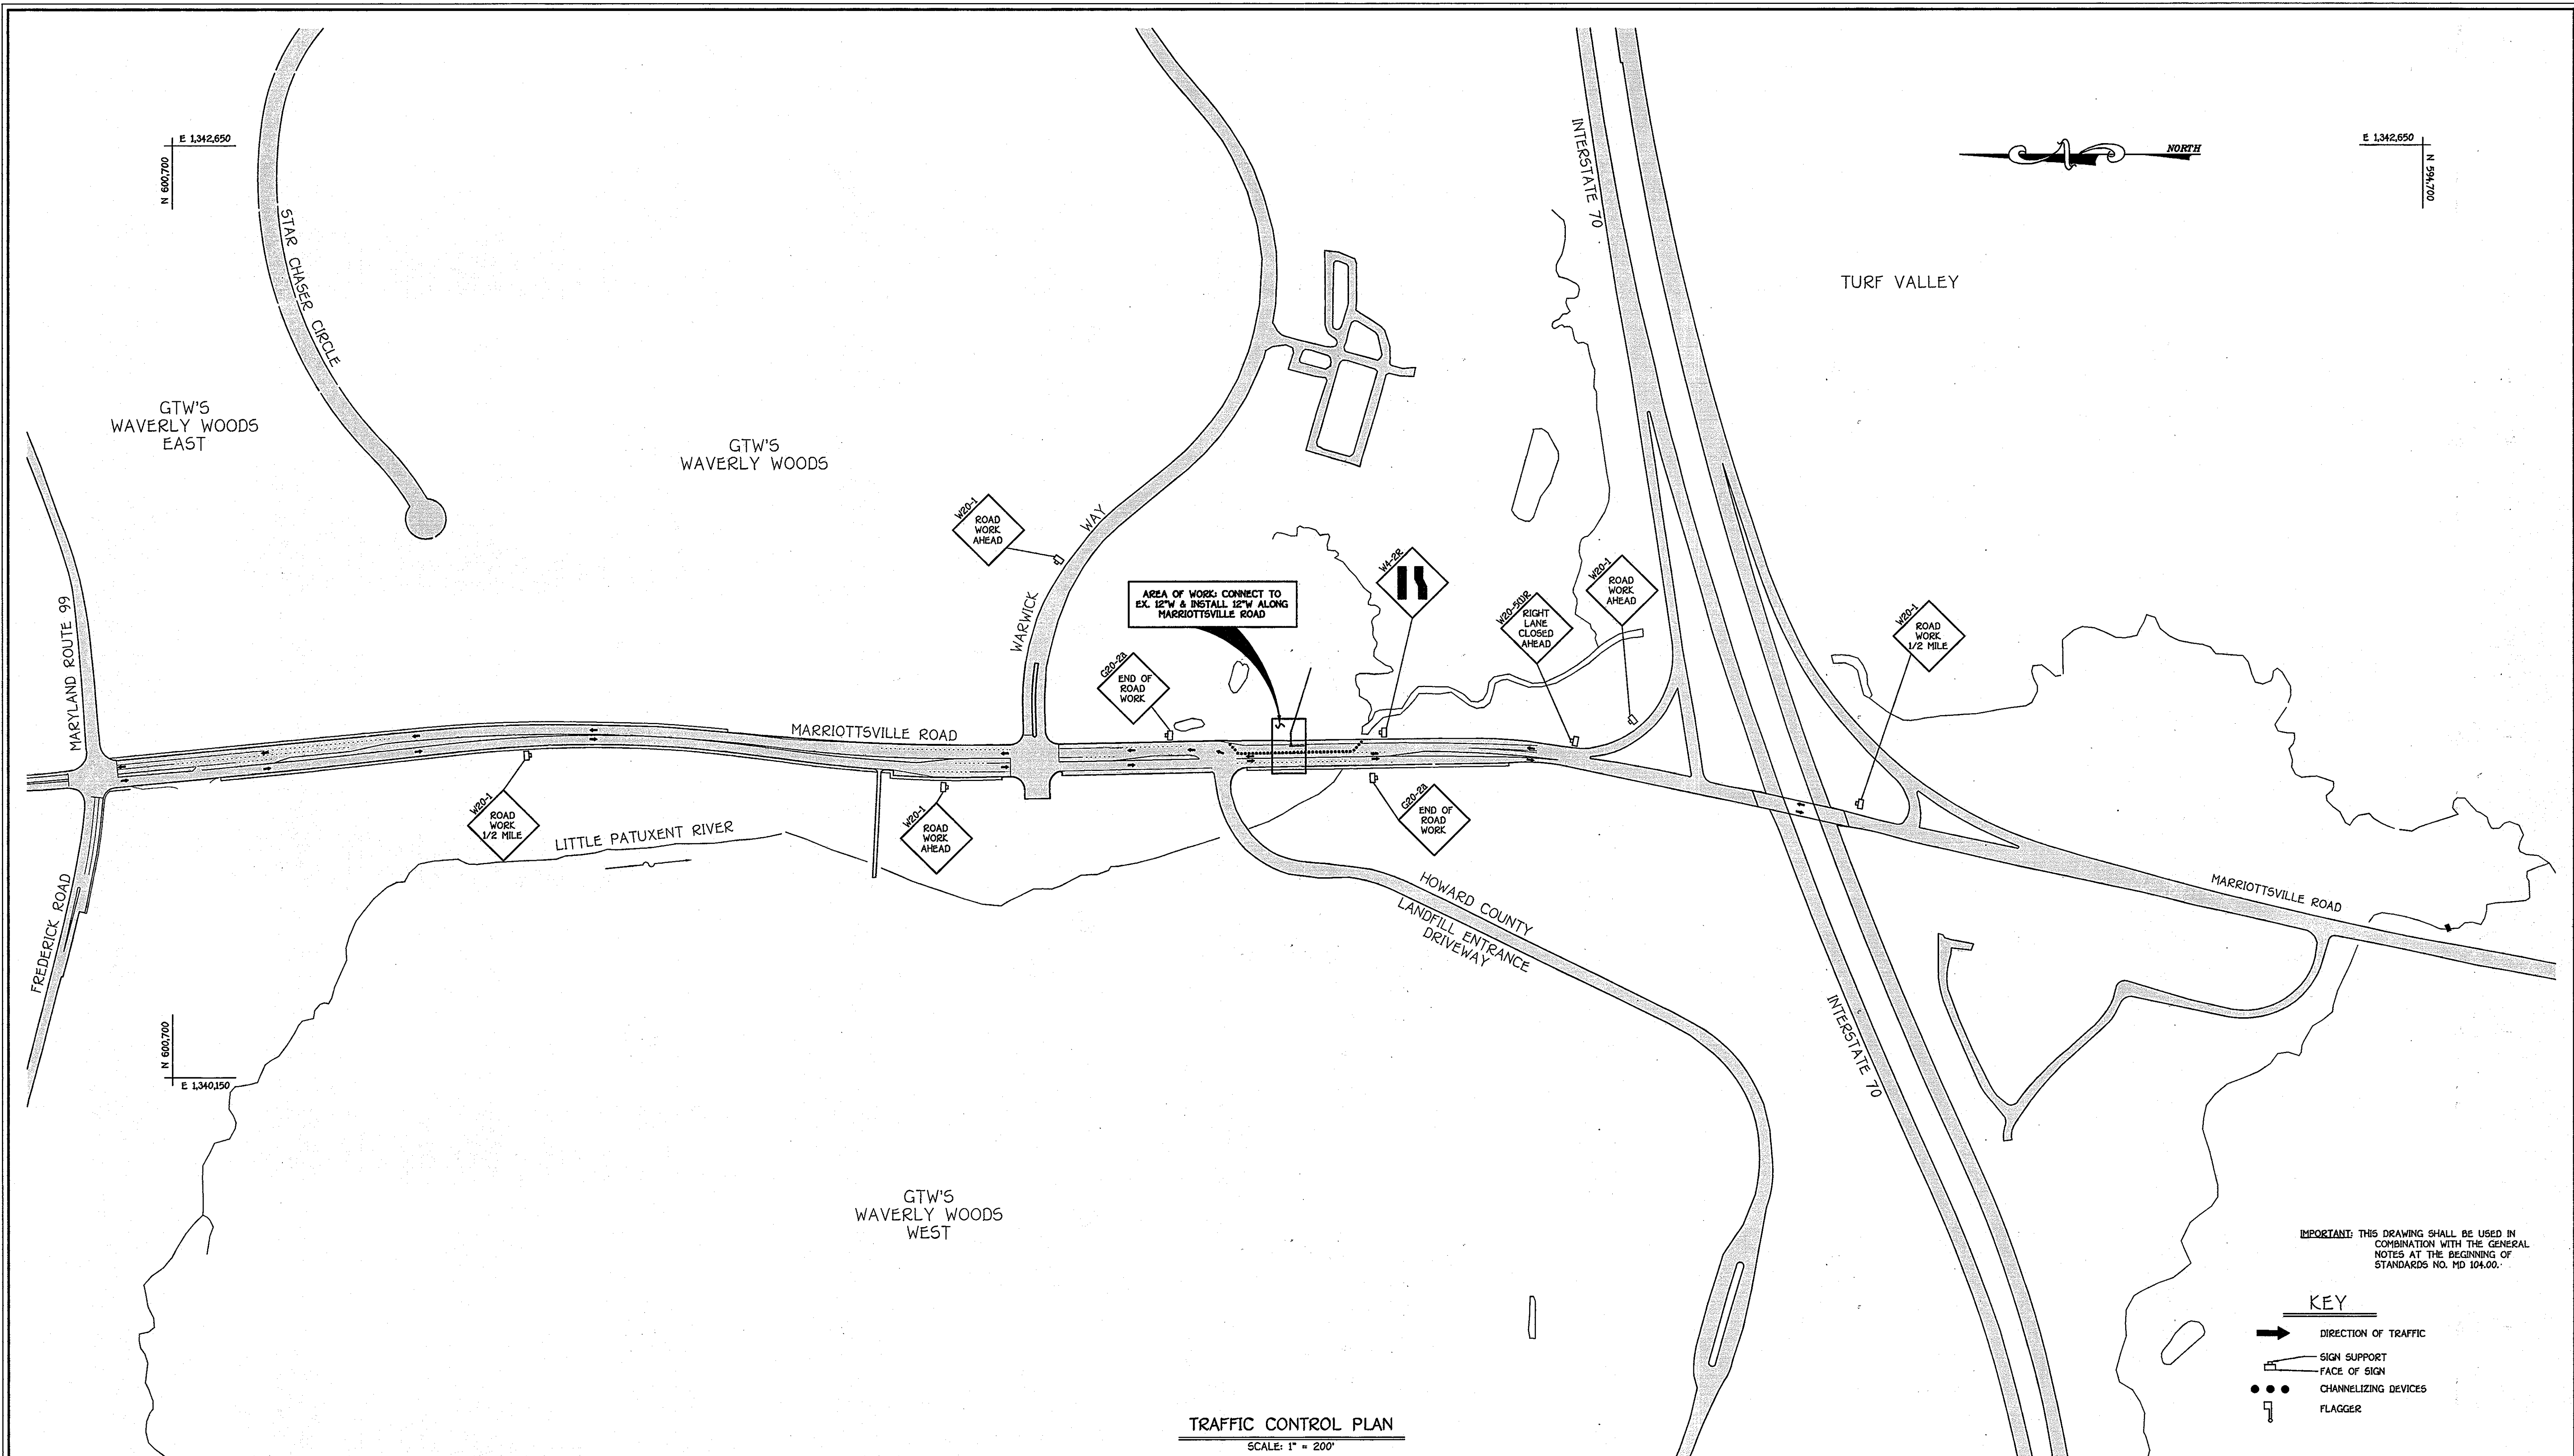 E 1,342,650
N 600,700
STAR CHASER CIRCLE
INTERSTATE 70
NORTH
E 1,342,650
N 594,700
TURF VALLEY
GTW'S
WAVERLY WOODS
EAST
GTW'S
WAVERLY WOODS
MARYLAND ROUTE 99
W20-1
ROAD
WORK
AHEAD
WARWICK
WAY
AREA OF WORK: CONNECT TO
EX. 12"W & INSTALL 12"W ALONG
MARRIOTTSVILLE ROAD
W4-2R
W20-5(1)R
RIGHT
LANE
CLOSED
AHEAD
W20-1
ROAD
WORK
AHEAD
W20-1
ROAD
WORK
1/2 MILE
G20-2a
END OF
ROAD
WORK
MARRIOTTSVILLE ROAD
W20-1
ROAD
WORK
1/2 MILE
LITTLE PATUXENT RIVER
W20-1
ROAD
WORK
AHEAD
G20-2a
END OF
ROAD
WORK
FREDERICK ROAD
HOWARD COUNTY
LANDFILL ENTRANCE
DRIVEWAY
MARRIOTTSVILLE ROAD
INTERSTATE 70
N 600,700
E 1,340,150
GTW'S
WAVERLY WOODS
WEST
IMPORTANT: THIS DRAWING SHALL BE USED IN
COMBINATION WITH THE GENERAL
NOTES AT THE BEGINNING OF
STANDARDS NO. MD 104.00.
KEY
DIRECTION OF TRAFFIC
SIGN SUPPORT
FACE OF SIGN
CHANNELIZING DEVICES
FLAGGER
TRAFFIC CONTROL PLAN
SCALE: 1" = 200'